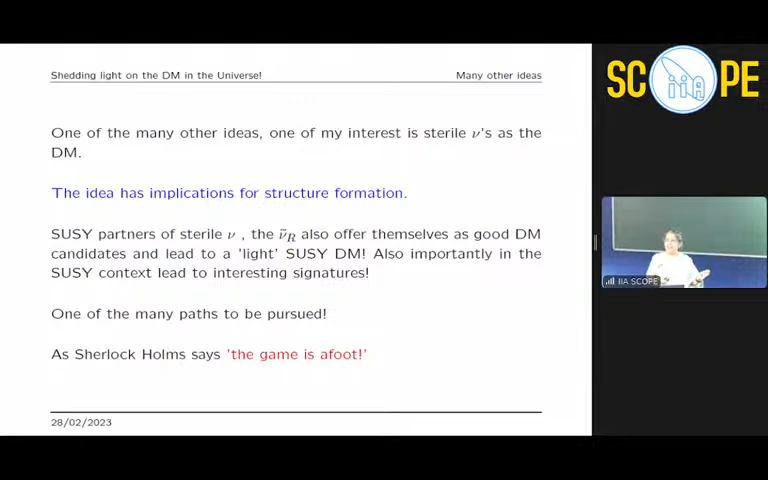 Shedding light on the DM in the Universe!
Many other ideas
One of the many other ideas, one of my interest is sterile ν's as the
DM.
The idea has implications for structure formation.
SUSY partners of sterile ν , the ν̃_R also offer themselves as good DM
candidates and lead to a 'light' SUSY DM! Also importantly in the
SUSY context lead to interesting signatures!
One of the many paths to be pursued!
As Sherlock Holms says 'the game is afoot!'
28/02/2023
SC iiA PE
IIA SCOPE